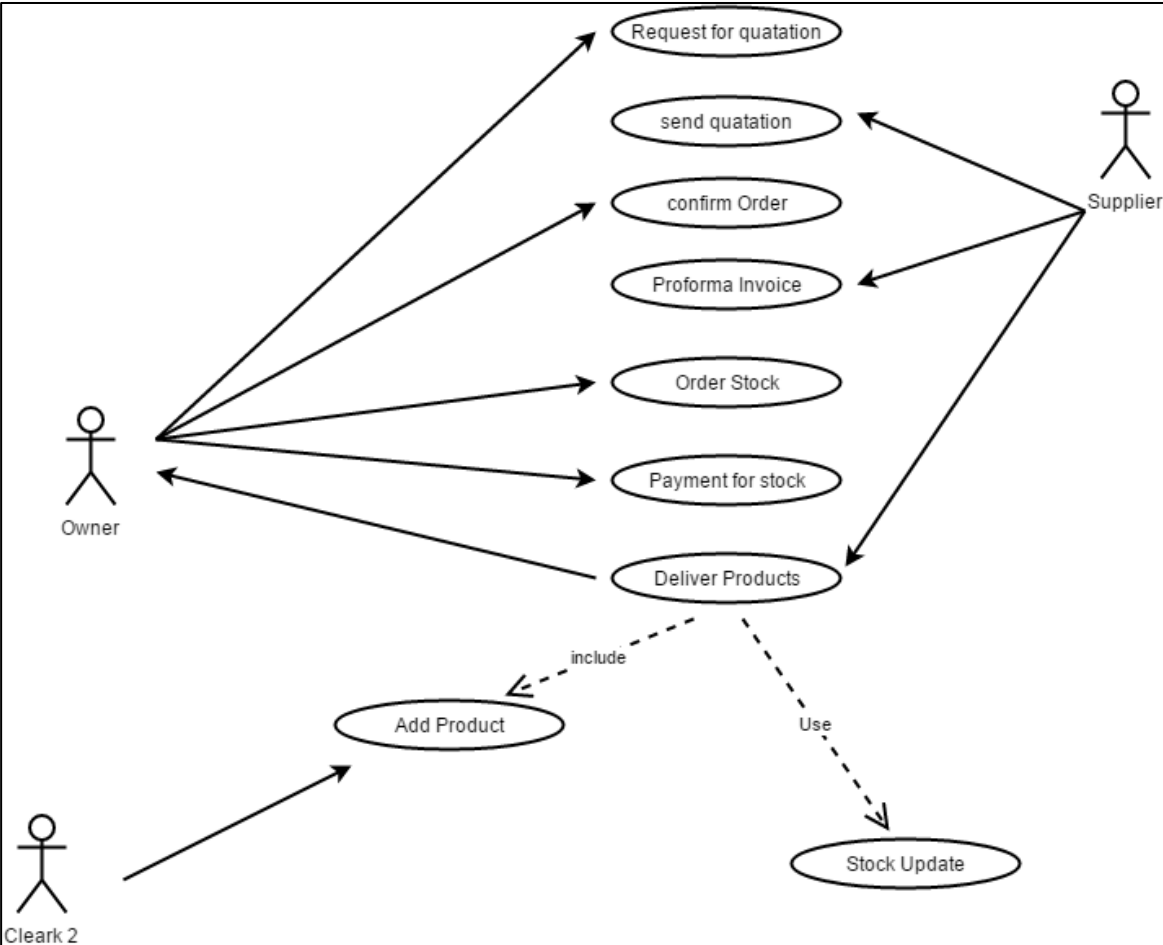 Request for quatation
send quatation
Supplier
confirm Order
Proforma Invoice
Order Stock
Payment for stock
Owner
Deliver Products
include
Add Product
Use
Stock Update
Cleark 2